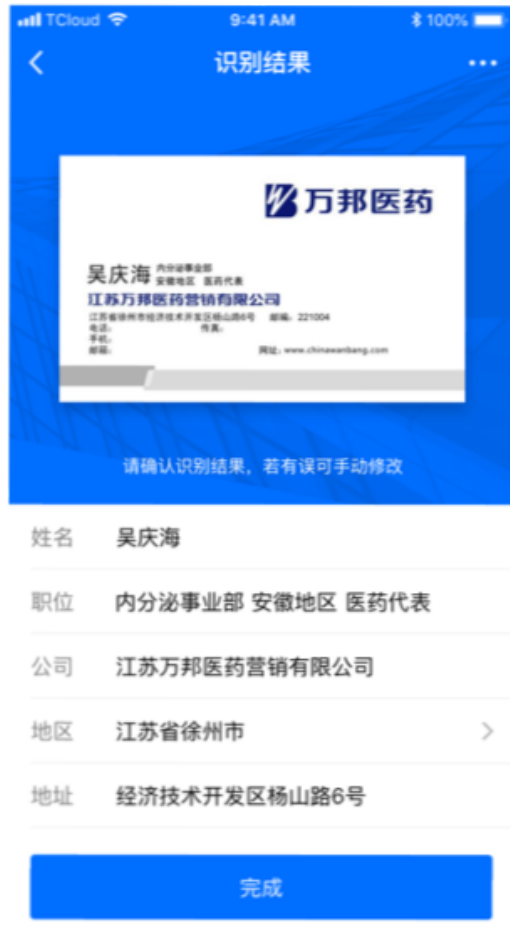 TCloud 9:41 AM 100%
识别结果
万邦医药
吴庆海 内分泌事业部
安徽地区 医药代表
江苏万邦医药营销有限公司
江苏省徐州市经济技术开发区杨山路6号 邮编: 221004
电话: 传真:
手机:
邮箱: 网址: www.chinawanbang.com
请确认识别结果，若有误可手动修改
姓名 吴庆海
职位 内分泌事业部 安徽地区 医药代表
公司 江苏万邦医药营销有限公司
地区 江苏省徐州市
地址 经济技术开发区杨山路6号
完成